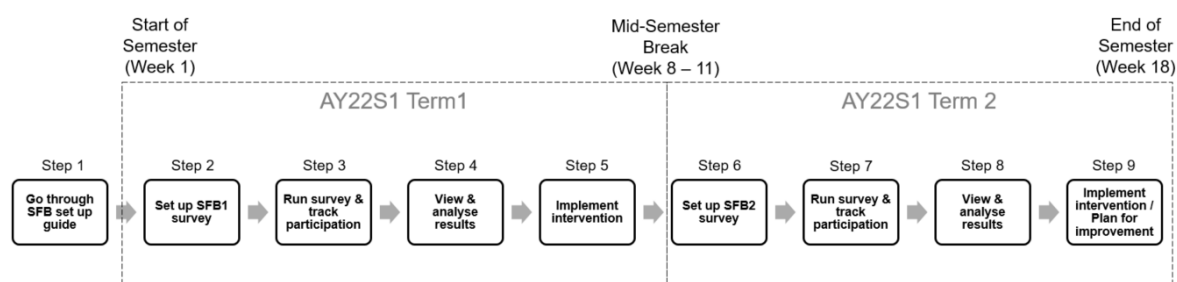 Start of
Semester
(Week 1)
Mid-Semester
Break
(Week 8 – 11)
End of
Semester
(Week 18)
AY22S1 Term1
AY22S1 Term 2
Step 1
Go through
SFB set up
guide
Step 2
Set up SFB1
survey
Step 3
Run survey &
track
participation
Step 4
View &
analyse
results
Step 5
Implement
intervention
Step 6
Set up SFB2
survey
Step 7
Run survey &
track
participation
Step 8
View &
analyse
results
Step 9
Implement
intervention /
Plan for
improvement